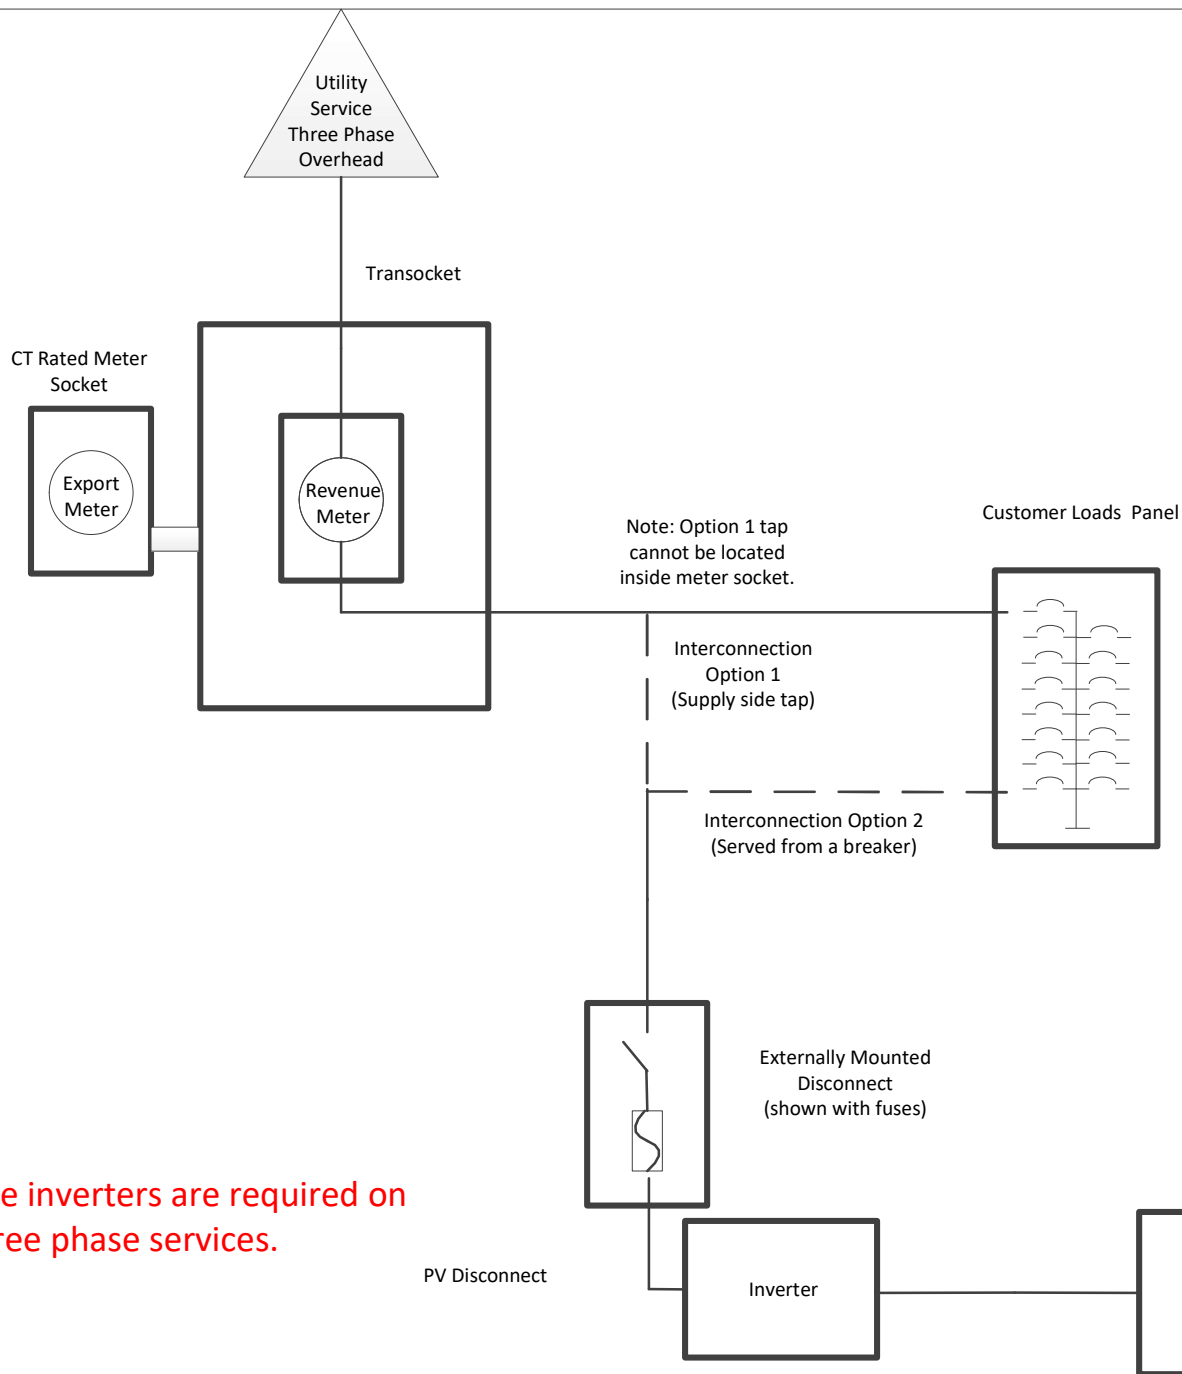 Utility
Service
Three Phase
Overhead
Transocket
CT Rated Meter
Socket
Export
Meter
Revenue
Meter
Note: Option 1 tap
cannot be located
inside meter socket.
Customer Loads  Panel
Interconnection
Option 1
(Supply side tap)
Interconnection Option 2
(Served from a breaker)
Externally Mounted
Disconnect
(shown with fuses)
e inverters are required on
ree phase services.
PV Disconnect
Inverter